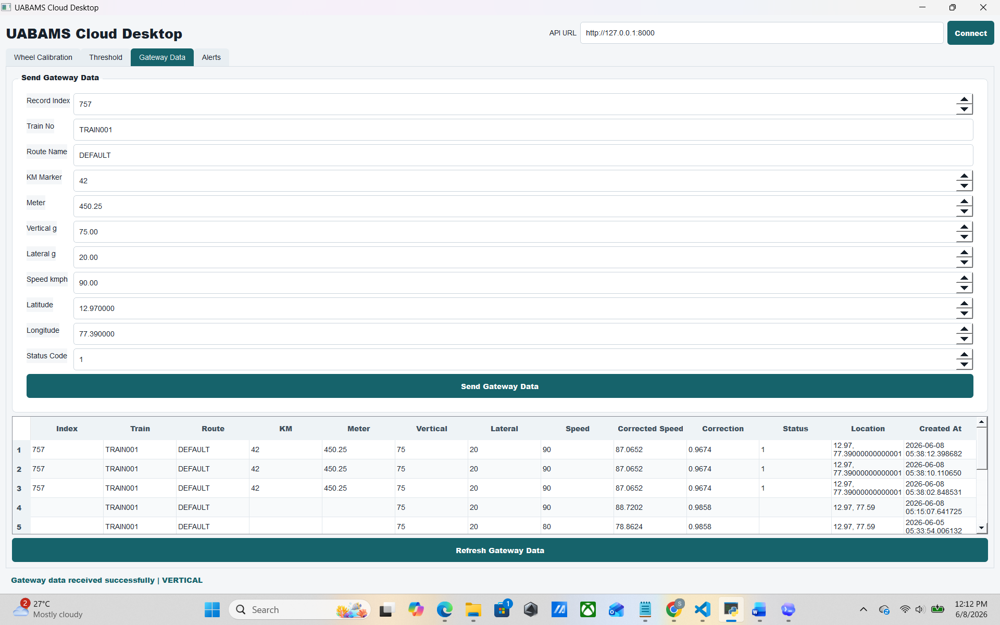 UABAMS Cloud Desktop
UABAMS Cloud Desktop
API URL http://127.0.0.1:8000 Connect
Wheel Calibration Threshold Gateway Data Alerts
Send Gateway Data
Record Index 757
Train No TRAIN001
Route Name DEFAULT
KM Marker 42
Meter 450.25
Vertical g 75.00
Lateral g 20.00
Speed kmph 90.00
Latitude 12.970000
Longitude 77.390000
Status Code 1
Send Gateway Data
Index Train Route KM Meter Vertical Lateral Speed Corrected Speed Correction Status Location Created At
1 757 TRAIN001 DEFAULT 42 450.25 75 20 90 87.0652 0.9674 1 12.97, 77.39000000000001 2026-06-08 05:38:12.398682
2 757 TRAIN001 DEFAULT 42 450.25 75 20 90 87.0652 0.9674 1 12.97, 77.39000000000001 2026-06-08 05:38:10.110650
3 757 TRAIN001 DEFAULT 42 450.25 75 20 90 87.0652 0.9674 1 12.97, 77.39000000000001 2026-06-08 05:38:02.848531
4 TRAIN001 DEFAULT 75 20 90 88.7202 0.9858 12.97, 77.59 2026-06-08 05:15:07.641725
5 TRAIN001 DEFAULT 75 20 80 78.8624 0.9858 12.97, 77.59 2026-06-05 05:33:54.006132
Refresh Gateway Data
Gateway data received successfully | VERTICAL
2 27°C
Mostly cloudy
Search
1
S
12:12 PM
6/8/2026